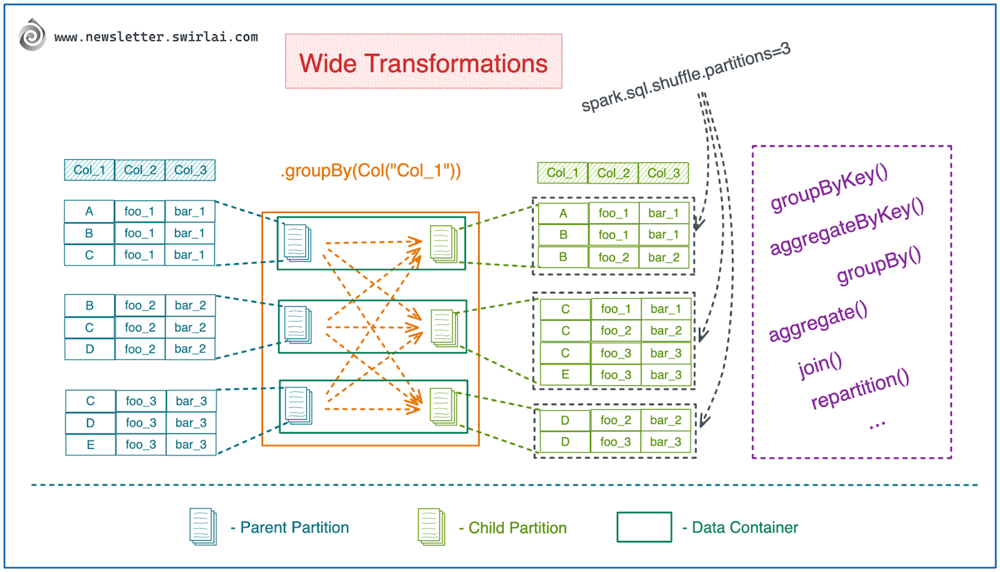 www.newsletter.swirlai.com
Wide Transformations
spark.sql.shuffle.partitions=3
Col_1 Col_2 Col_3
A foo_1 bar_1
B foo_1 bar_1
C foo_1 bar_1
B foo_2 bar_2
C foo_2 bar_2
D foo_2 bar_2
C foo_3 bar_3
D foo_3 bar_3
E foo_3 bar_3
.groupBy(Col("Col_1"))
Col_1 Col_2 Col_3
A foo_1 bar_1
B foo_1 bar_1
B foo_2 bar_2
C foo_1 bar_1
C foo_2 bar_2
C foo_3 bar_3
E foo_3 bar_3
D foo_2 bar_2
D foo_3 bar_3
groupByKey()
aggregateByKey()
groupBy()
aggregate()
join()
repartition()
...
- Parent Partition
- Child Partition
- Data Container